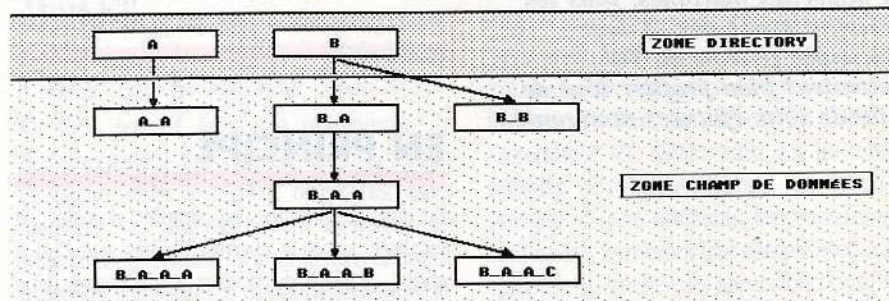 A B ZONE DIRECTORY
A_A B_A B_B
B_A_A ZONE CHAMP DE DONNÉES
B_A_A_A B_A_A_B B_A_A_C